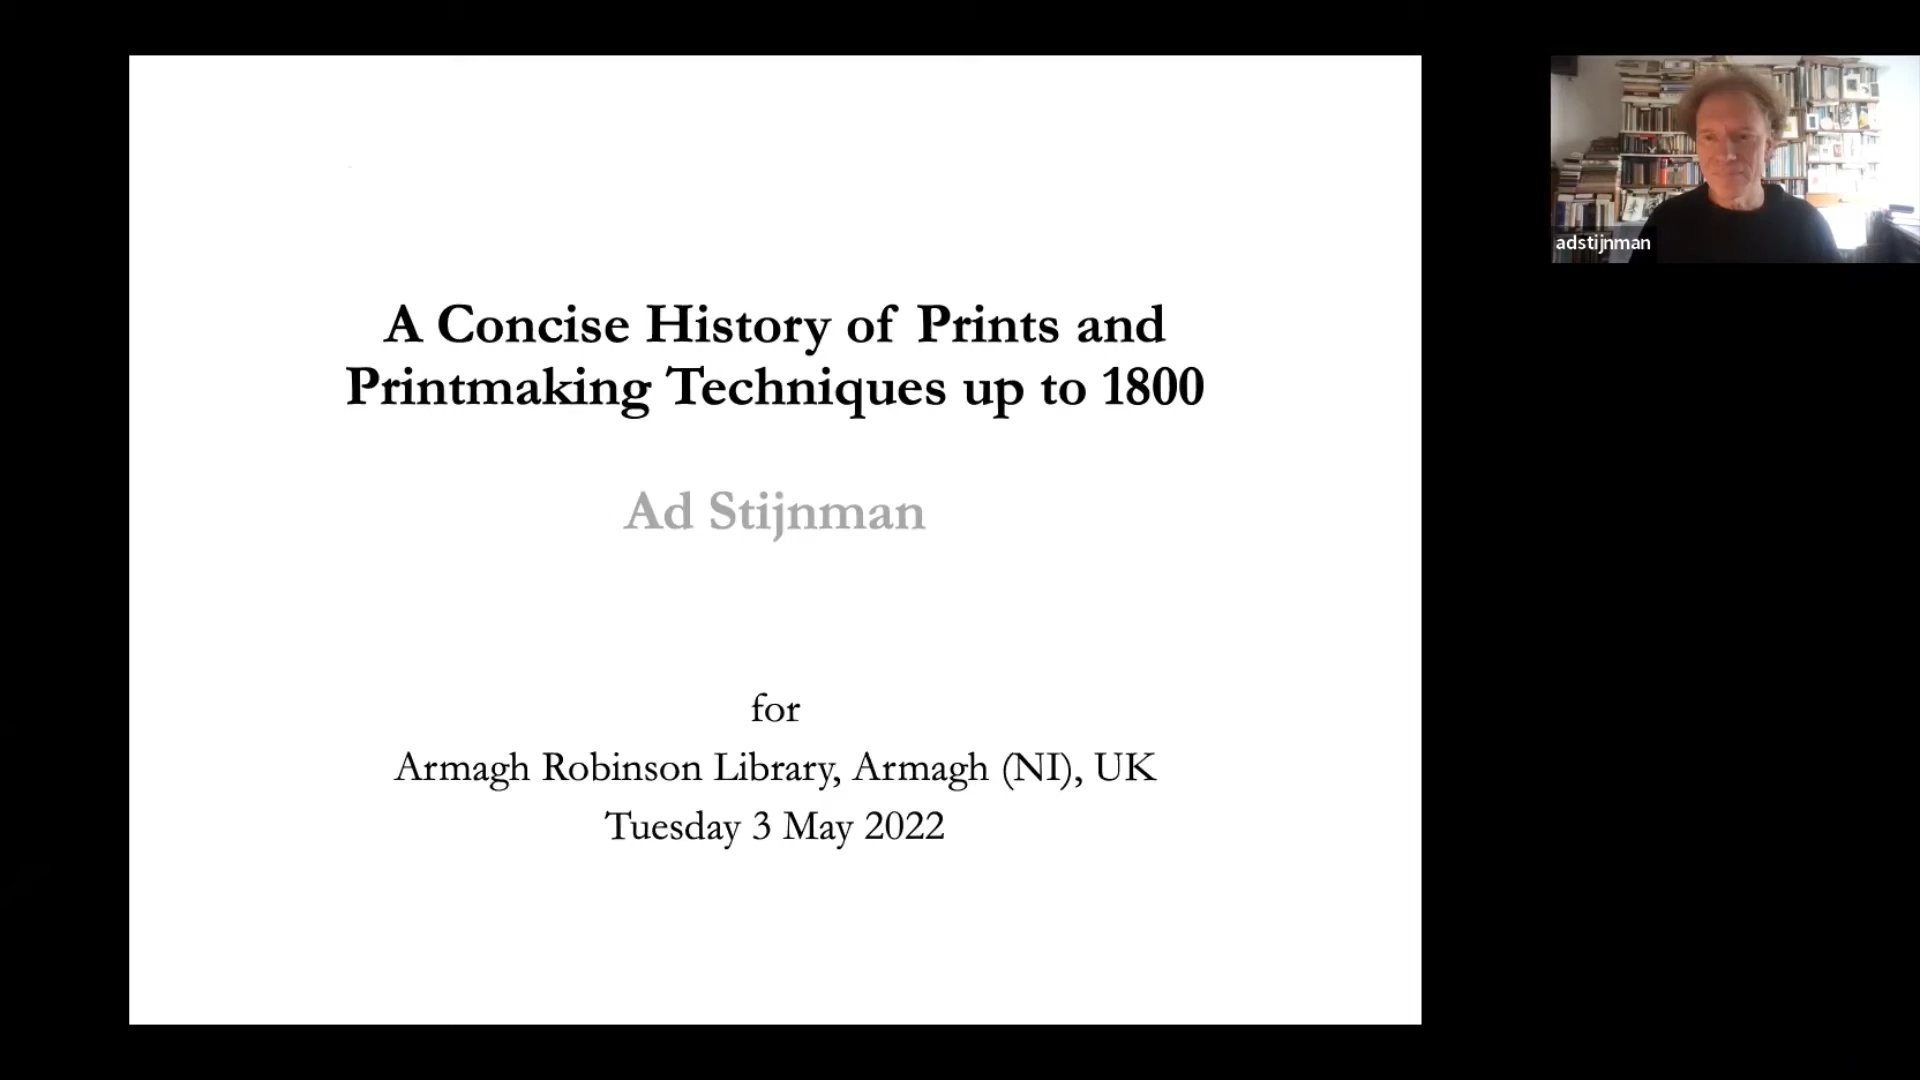 A Concise History of Prints and
Printmaking Techniques up to 1800
Ad Stijnman
for
Armagh Robinson Library, Armagh (NI), UK
Tuesday 3 May 2022
adstijnman